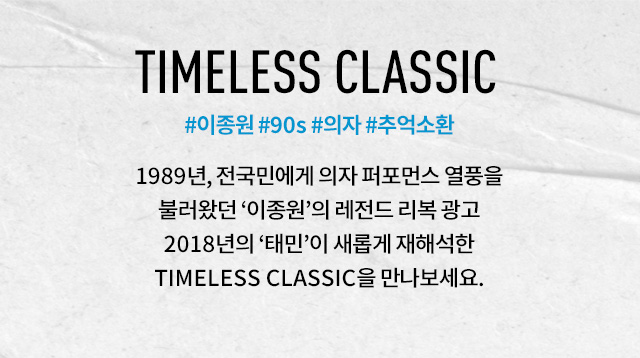 TIMELESS CLASSIC
#이종원 #90s #의자 #추억소환
1989년, 전국민에게 의자 퍼포먼스 열풍을
불러왔던 ‘이종원’의 레전드 리복 광고
2018년의 ‘태민’이 새롭게 재해석한
TIMELESS CLASSIC을 만나보세요.